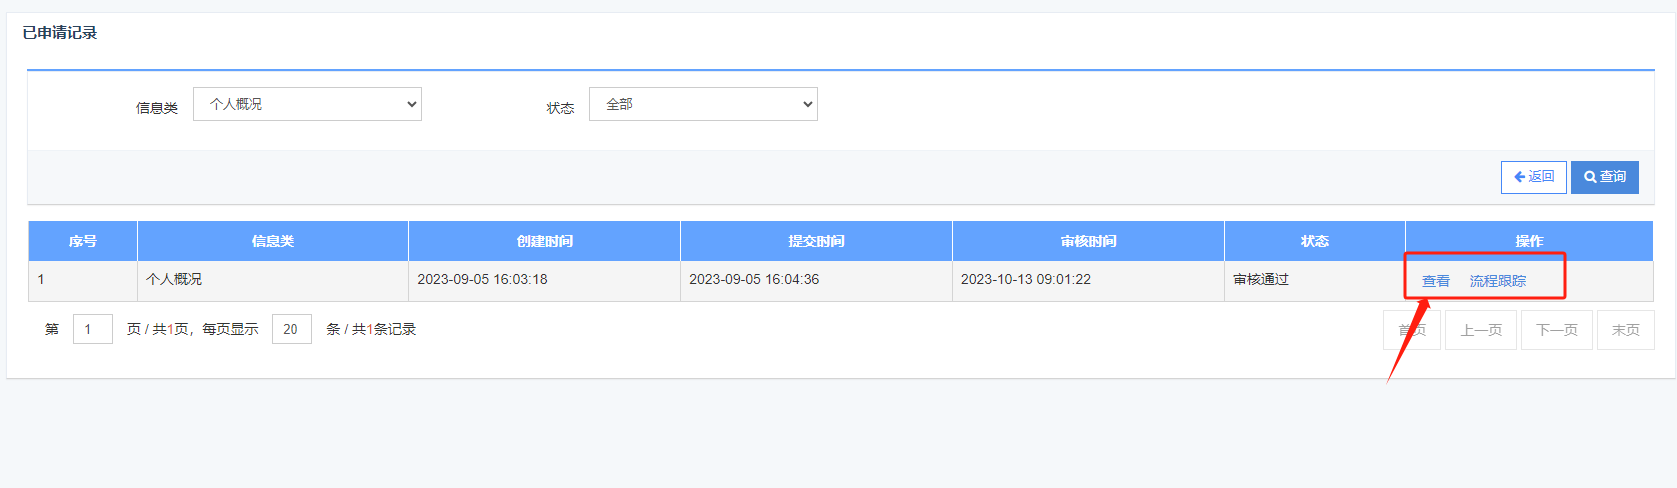 已申请记录
信息类 个人概况 状态 全部
返回 查询
序号 信息类 创建时间 提交时间 审核时间 状态 操作
1 个人概况 2023-09-05 16:03:18 2023-09-05 16:04:36 2023-10-13 09:01:22 审核通过 查看 流程跟踪
第 1 页 / 共1页，每页显示 20 条 / 共1条记录 首页 上一页 下一页 末页